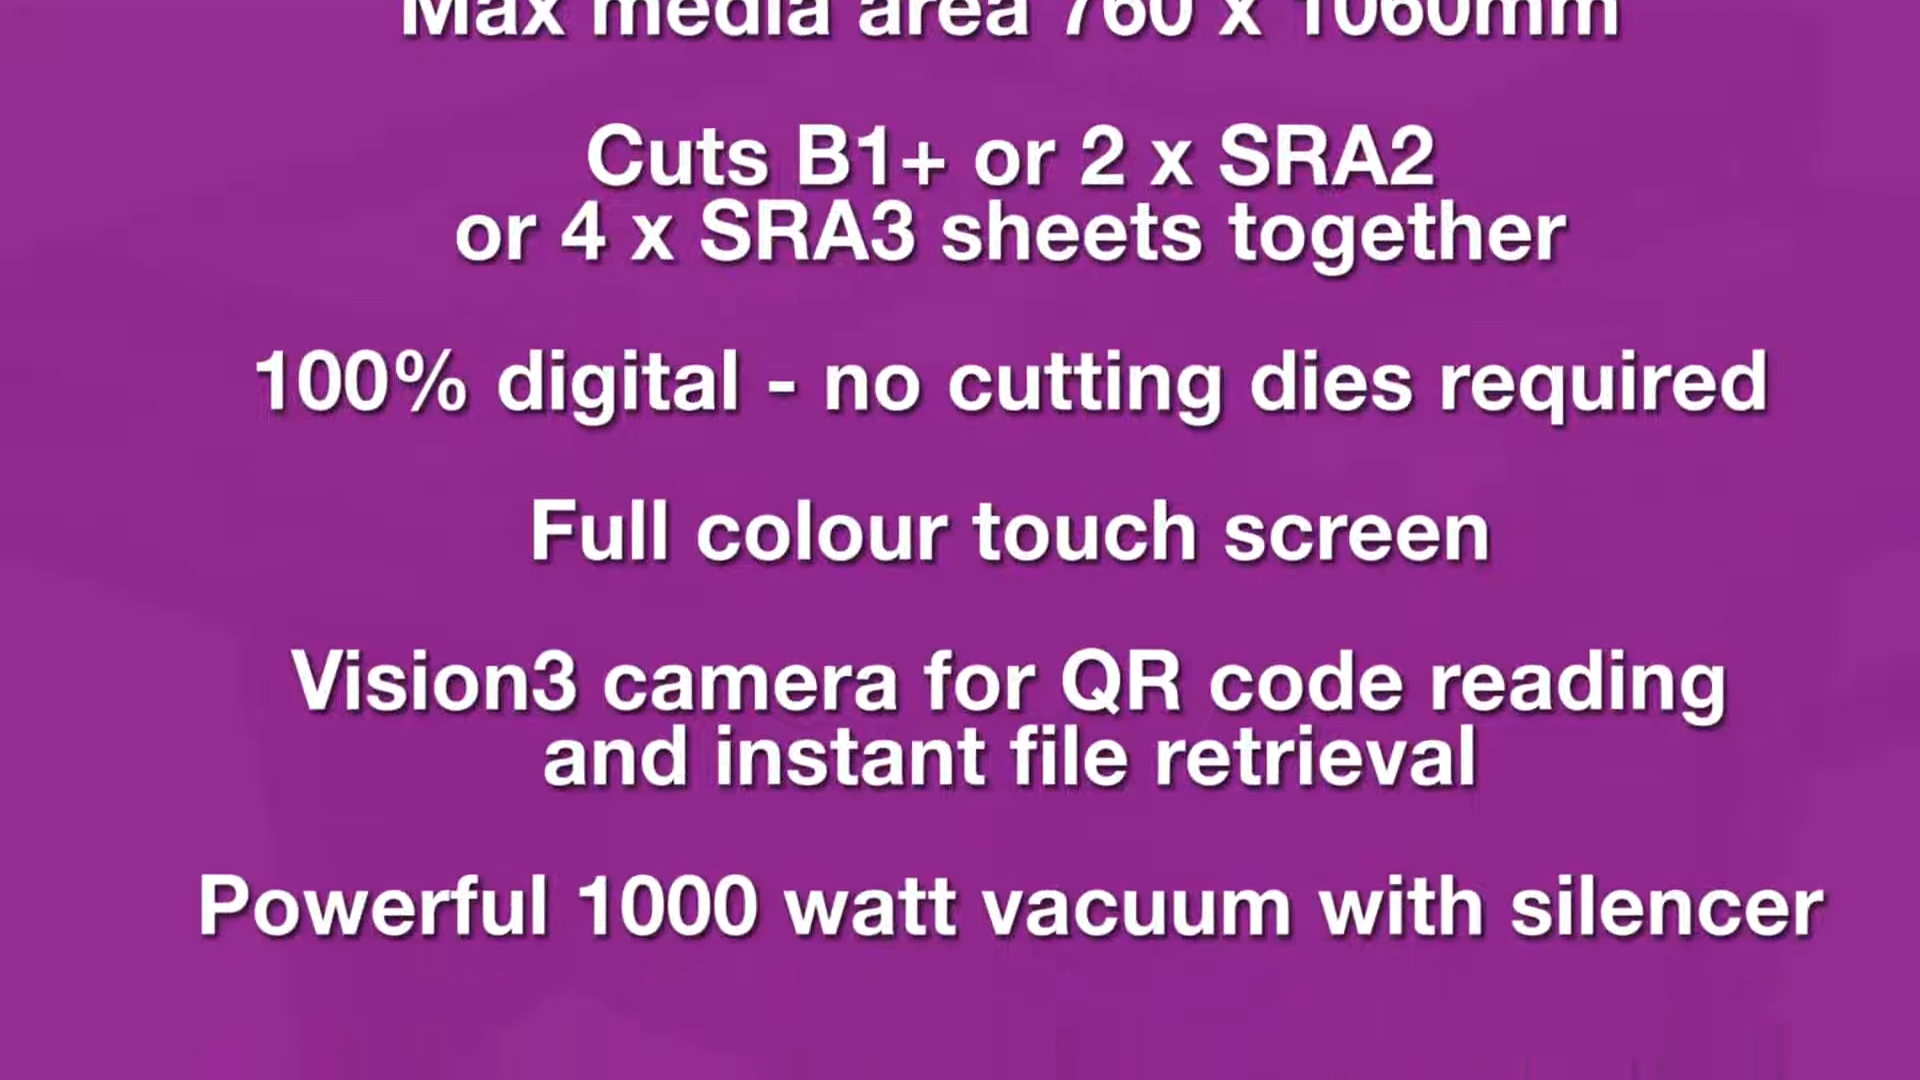 Max media area 760 x 1060mm
Cuts B1+ or 2 x SRA2
or 4 x SRA3 sheets together
100% digital - no cutting dies required
Full colour touch screen
Vision3 camera for QR code reading
and instant file retrieval
Powerful 1000 watt vacuum with silencer